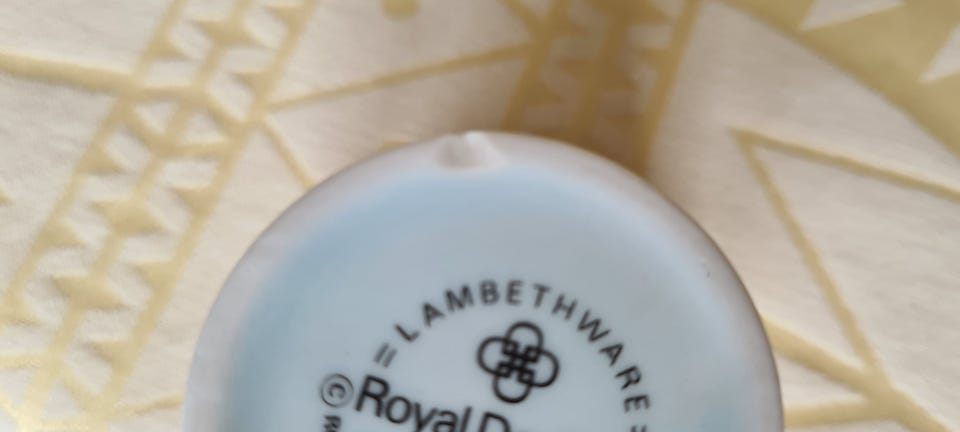 =LAMBETHWARE=
© Royal D